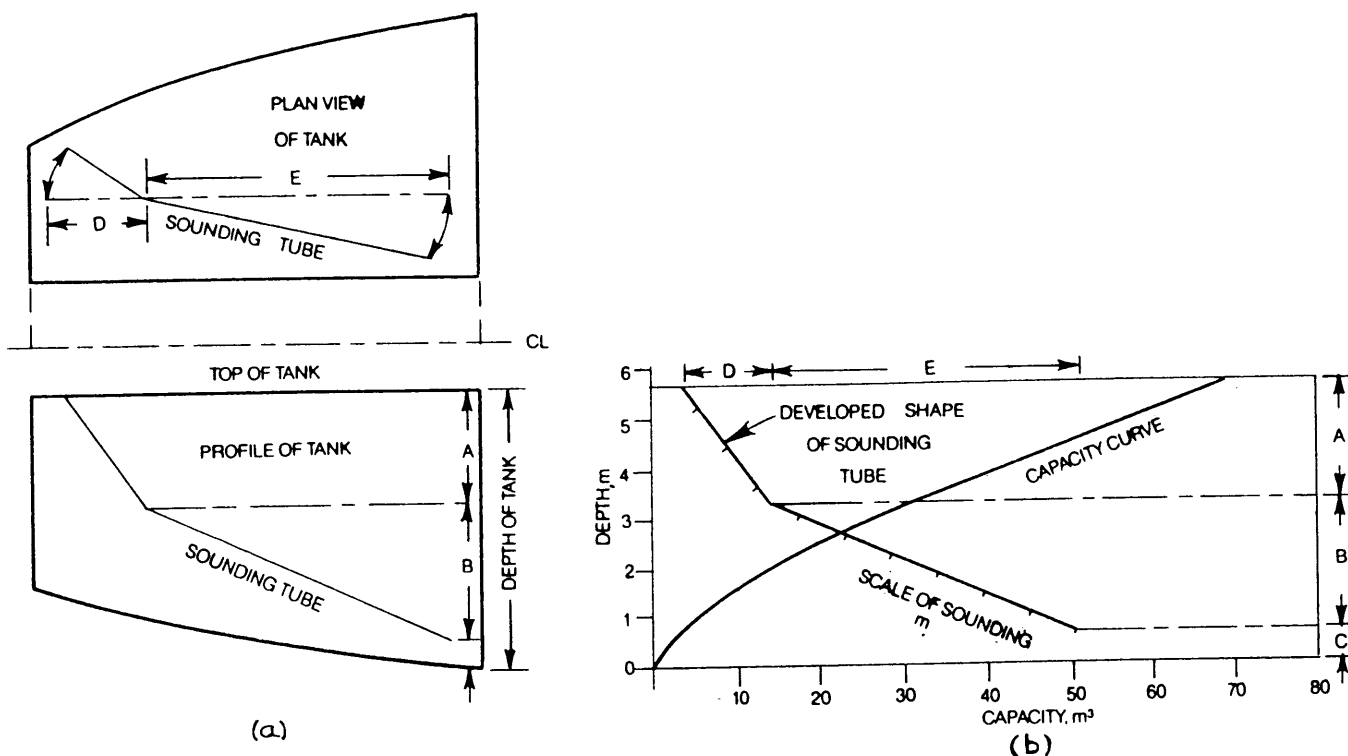 PLAN VIEW
OF TANK
E
D
SOUNDING TUBE
CL
TOP OF TANK
PROFILE OF TANK
A
SOUNDING TUBE
B
DEPTH OF TANK
(a)
D
E
6
5
4
3
2
1
0
DEPTH, m
DEVELOPED SHAPE
OF SOUNDING
TUBE
CAPACITY CURVE
A
B
C
SCALE OF SOUNDING
m
10
20
30
40
50
60
70
80
CAPACITY, m³
(b)